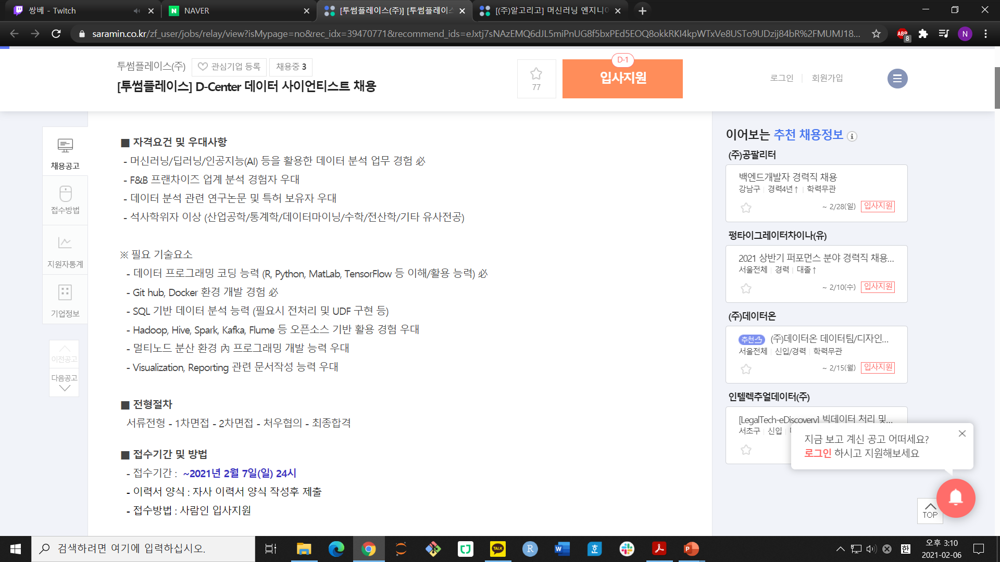 쌍베 - Twitch
NAVER
[투썸플레이스(주)] [투썸플레이스
[(주)알고리고] 머신러닝 엔지니어
saramin.co.kr/zf_user/jobs/relay/view?isMypage=no&rec_idx=39470771&recommend_ids=eJxtj7sNAzEMQ6dJL5miPnUG8f5bxPEd5EOQ8okkRKI4kpWTxVe8USTo9UDzij84bR%2FMUMJ18...
ABP
8
N
투썸플레이스(주)
관심기업 등록
채용중 3
[투썸플레이스] D-Center 데이터 사이언티스트 채용
77
D-1
입사지원
로그인
회원가입
채용공고
접수방법
지원자통계
기업정보
이전공고
다음공고
■ 자격요건 및 우대사항
- 머신러닝/딥러닝/인공지능(AI) 등을 활용한 데이터 분석 업무 경험 必
- F&B 프랜차이즈 업계 분석 경험자 우대
- 데이터 분석 관련 연구논문 및 특허 보유자 우대
- 석사학위자 이상 (산업공학/통계학/데이터마이닝/수학/전산학/기타 유사전공)
※ 필요 기술요소
- 데이터 프로그래밍 코딩 능력 (R, Python, MatLab, TensorFlow 등 이해/활용 능력) 必
- Git hub, Docker 환경 개발 경험 必
- SQL 기반 데이터 분석 능력 (필요시 전처리 및 UDF 구현 등)
- Hadoop, Hive, Spark, Kafka, Flume 등 오픈소스 기반 활용 경험 우대
- 멀티노드 분산 환경 內 프로그래밍 개발 능력 우대
- Visualization, Reporting 관련 문서작성 능력 우대
■ 전형절차
서류전형 - 1차면접 - 2차면접 - 처우협의 - 최종합격
■ 접수기간 및 방법
- 접수기간 : ~2021년 2월 7일(일) 24시
- 이력서 양식 : 자사 이력서 양식 작성후 제출
- 접수방법 : 사람인 입사지원
이어보는 추천 채용정보
(주)공팔리터
백엔드개발자 경력직 채용
강남구 경력4년↑ 학력무관
~ 2/28(일) 입사지원
펑타이그레이터차이나(유)
2021 상반기 퍼포먼스 분야 경력직 채용...
서울전체 경력 대졸↑
~ 2/10(수) 입사지원
(주)데이터온
추천 (주)데이터온 데이터팀/디자인...
서울전체 신입/경력 학력무관
~ 2/15(월) 입사지원
인텔렉추얼데이터(주)
[LegalTech-eDiscovery] 빅데이터 처리 및...
서초구 신입
지금 보고 계신 공고 어떠세요?
로그인 하시고 지원해보세요
TOP
검색하려면 여기에 입력하십시오.
TALK
R
W
P
한
오후 3:10
2021-02-06